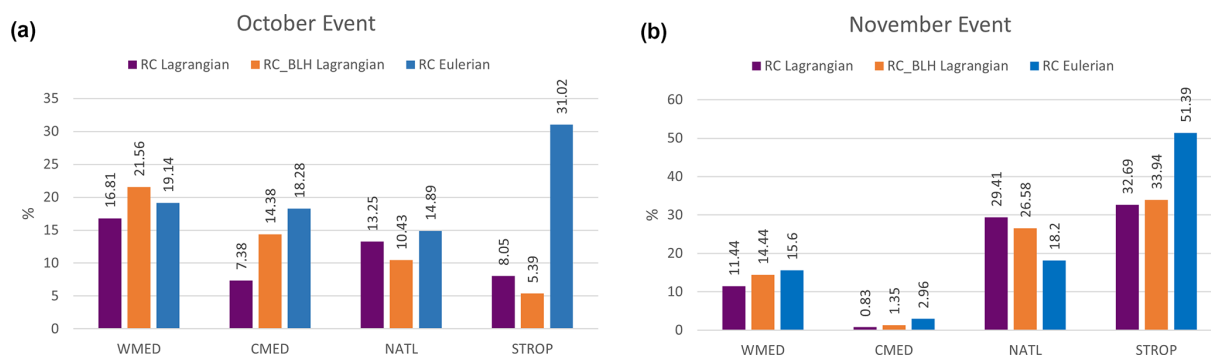 (a)
October Event
RC Lagrangian RC_BLH Lagrangian RC Eulerian
35
30
25
20
15
10
5
0
%
16.81 21.56 19.14 7.38 14.38 18.28 13.25 10.43 14.89 8.05 5.39 31.02
WMED CMED NATL STROP
(b)
November Event
RC Lagrangian RC_BLH Lagrangian RC Eulerian
60
50
40
30
20
10
0
%
11.44 14.44 15.6 0.83 1.35 2.96 29.41 26.58 18.2 32.69 33.94 51.39
WMED CMED NATL STROP